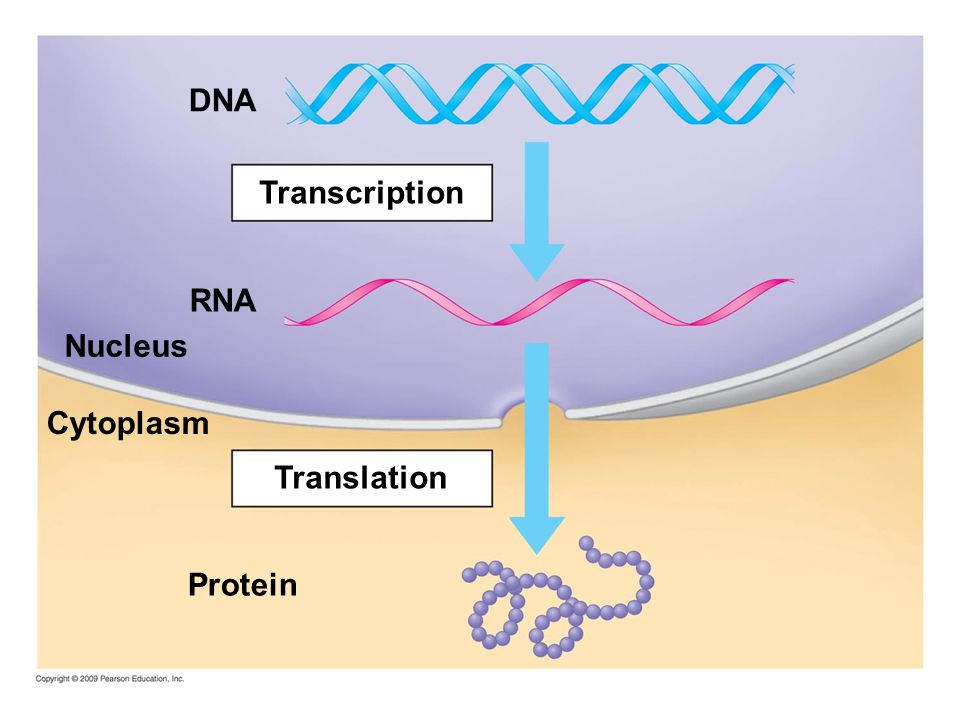 DNA
Transcription
RNA
Nucleus
Cytoplasm
Translation
Protein
Copyright © 2009 Pearson Education, Inc.